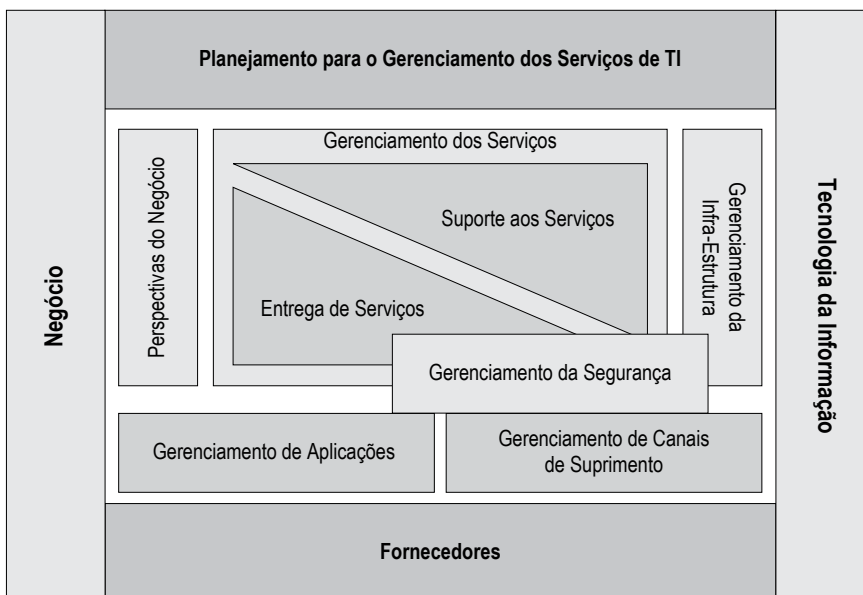 Planejamento para o Gerenciamento dos Serviços de TI
Negócio
Perspectivas do Negócio
Gerenciamento dos Serviços
Suporte aos Serviços
Entrega de Serviços
Gerenciamento da
Infra-Estrutura
Tecnologia da Informação
Gerenciamento da Segurança
Gerenciamento de Aplicações
Gerenciamento de Canais
de Suprimento
Fornecedores